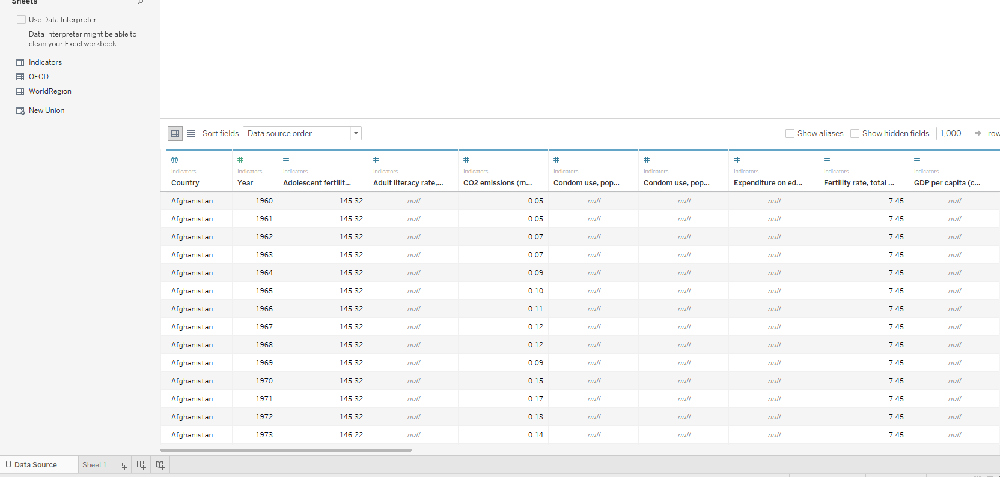 Sheets
Use Data Interpreter
Data Interpreter might be able to
clean your Excel workbook.
Indicators
OECD
WorldRegion
New Union
Sort fields Data source order Show aliases Show hidden fields 1,000 row
Indicators Indicators Indicators Indicators Indicators Indicators Indicators Indicators Indicators Indicators
Country Year Adolescent fertilit... Adult literacy rate,... CO2 emissions (m... Condom use, pop... Condom use, pop... Expenditure on ed... Fertility rate, total ... GDP per capita (c...
Afghanistan 1960 145.32 null 0.05 null null null 7.45 null
Afghanistan 1961 145.32 null 0.05 null null null 7.45 null
Afghanistan 1962 145.32 null 0.07 null null null 7.45 null
Afghanistan 1963 145.32 null 0.07 null null null 7.45 null
Afghanistan 1964 145.32 null 0.09 null null null 7.45 null
Afghanistan 1965 145.32 null 0.10 null null null 7.45 null
Afghanistan 1966 145.32 null 0.11 null null null 7.45 null
Afghanistan 1967 145.32 null 0.12 null null null 7.45 null
Afghanistan 1968 145.32 null 0.12 null null null 7.45 null
Afghanistan 1969 145.32 null 0.09 null null null 7.45 null
Afghanistan 1970 145.32 null 0.15 null null null 7.45 null
Afghanistan 1971 145.32 null 0.17 null null null 7.45 null
Afghanistan 1972 145.32 null 0.13 null null null 7.45 null
Afghanistan 1973 146.22 null 0.14 null null null 7.45 null
Data Source Sheet 1